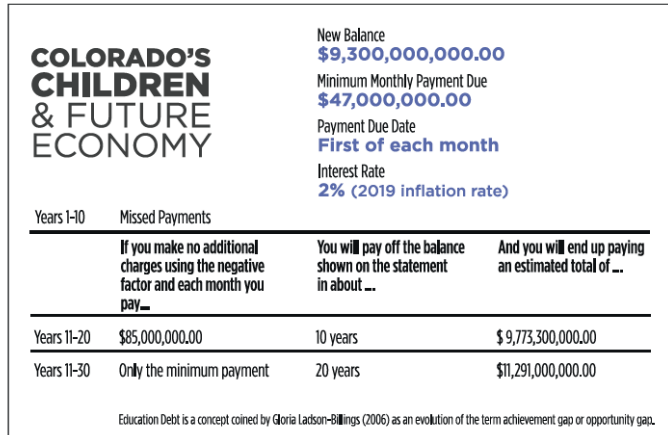 COLORADO'S
CHILDREN
& FUTURE
ECONOMY
New Balance
$9,300,000,000.00
Minimum Monthly Payment Due
$47,000,000.00
Payment Due Date
First of each month
Interest Rate
2% (2019 inflation rate)
Years 1-10 Missed Payments
If you make no additional
charges using the negative
factor and each month you
pay...
You will pay off the balance
shown on the statement
in about ...
And you will end up paying
an estimated total of ...
Years 11-20 $85,000,000.00 10 years $ 9,773,300,000.00
Years 11-30 Only the minimum payment 20 years $11,291,000,000.00
Education Debt is a concept coined by Gloria Ladson-Billings (2006) as an evolution of the term achievement gap or opportunity gap.